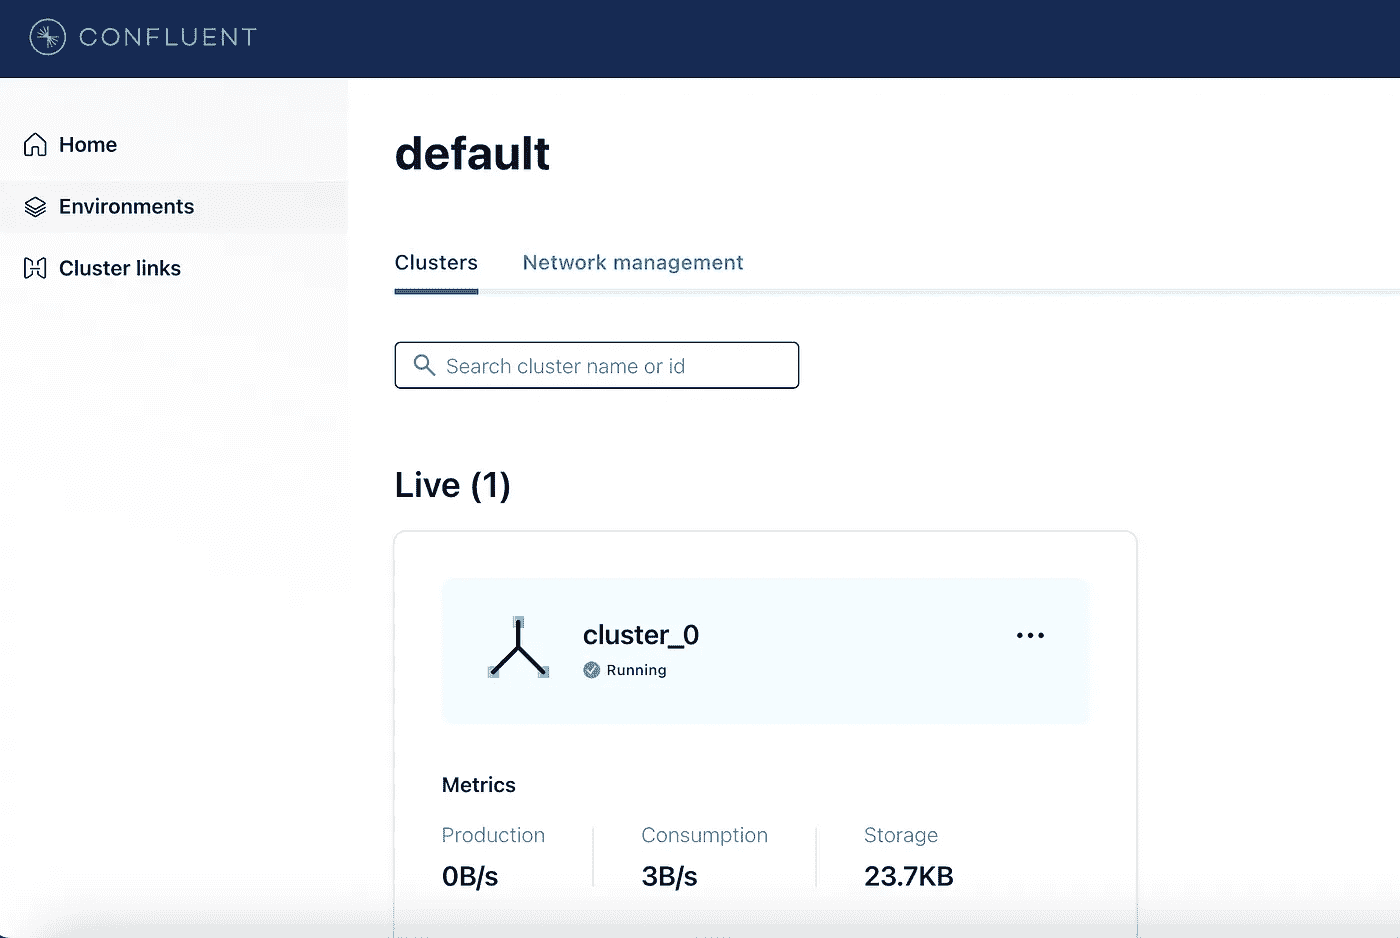 CONFLUENT
Home
Environments
Cluster links
default
Clusters Network management
Search cluster name or id
Live (1)
cluster_0
Running
Metrics
Production Consumption Storage
0B/s 3B/s 23.7KB